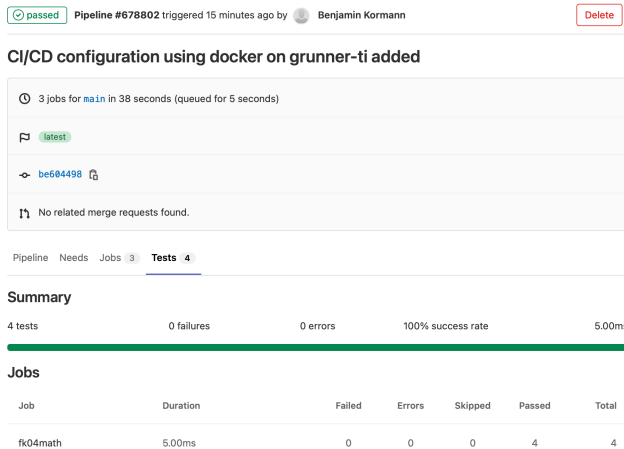 passed Pipeline #678802 triggered 15 minutes ago by Benjamin Kormann Delete
CI/CD configuration using docker on grunner-ti added
3 jobs for main in 38 seconds (queued for 5 seconds)
latest
be604498
No related merge requests found.
Pipeline Needs Jobs 3 Tests 4
Summary
4 tests 0 failures 0 errors 100% success rate 5.00ms
Jobs
Job Duration Failed Errors Skipped Passed Total
fk04math 5.00ms 0 0 0 4 4